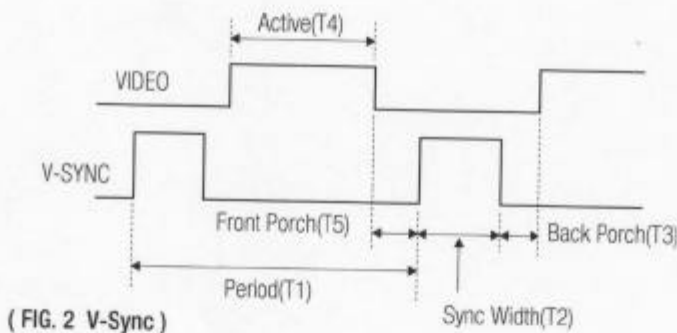 Active(T4)
VIDEO
V-SYNC
Front Porch(T5)
Back Porch(T3)
Period(T1)
Sync Width(T2)
( FIG. 2 V-Sync )